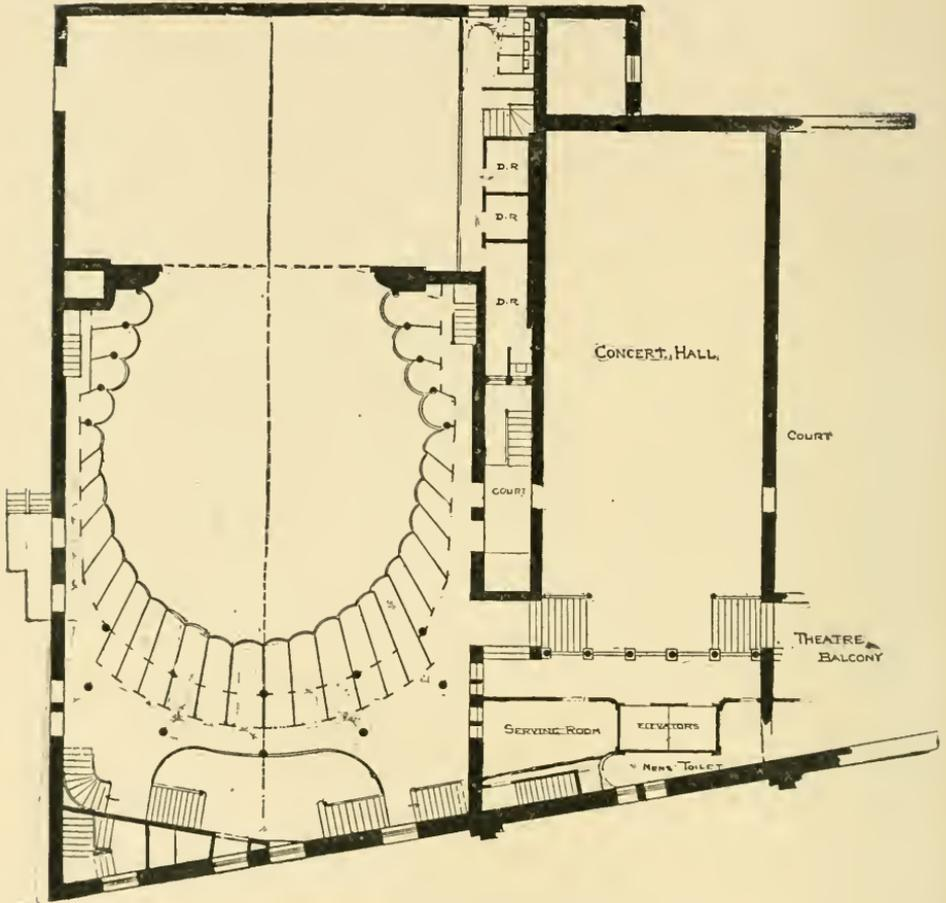 D.R
D.R
D.R
CONCERT HALL
COURT
COURT
THEATRE
BALCONY
SERVING ROOM
ELEVATORS
MENS' TOILET